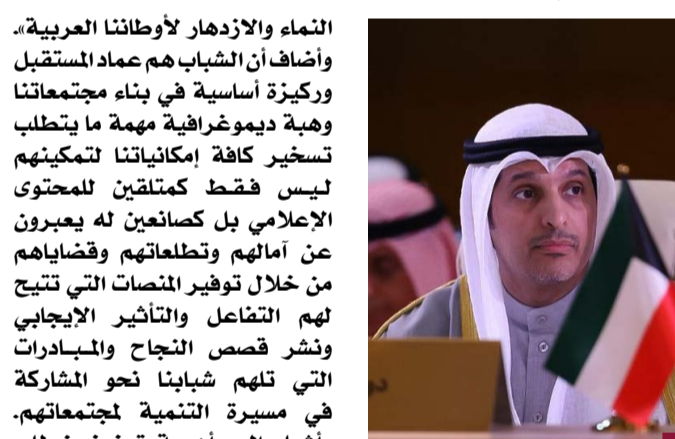 النماء والازدهار لأوطاننا العربية».
وأضاف أن الشباب هم عماد المستقبل
وركيزة أساسية في بناء مجتمعاتنا
وهبة ديموغرافية مهمة ما يتطلب
تسخير كافة إمكانياتنا لتمكينهم
ليس فقط كمتلقين للمحتوى
الإعلامي بل كصانعين له يعبرون
عن آمالهم وتطلعاتهم وقضاياهم
من خلال توفير المنصات التي تتيح
لهم التفاعل والتأثير الإيجابي
ونشر قصص النجاح والمبادرات
التي تلهم شبابنا نحو المشاركة
في مسيرة التنمية لمجتمعاتهم.